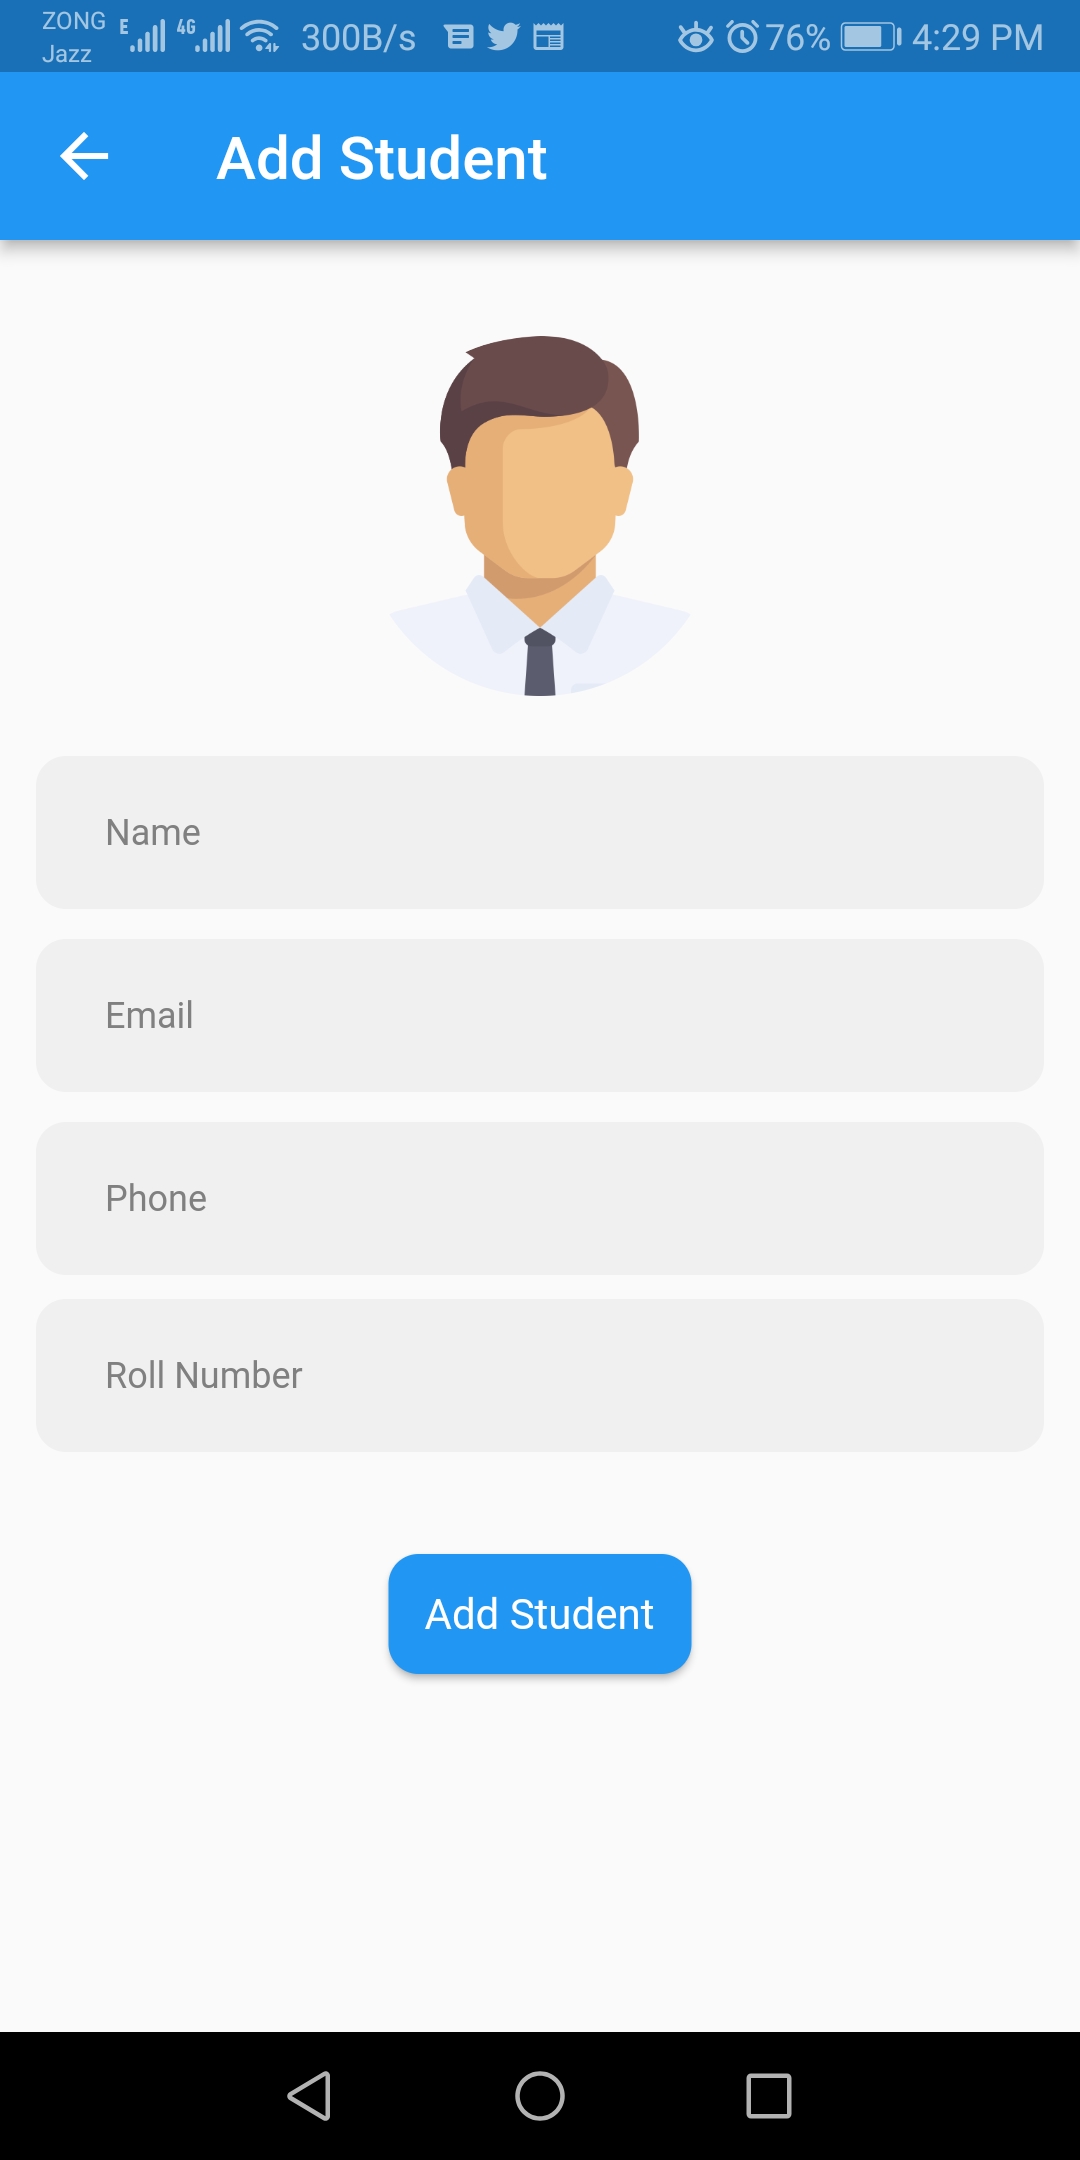 ZONG
Jazz
E 4G 300B/s 76% 4:29 PM
Add Student
Name
Email
Phone
Roll Number
Add Student